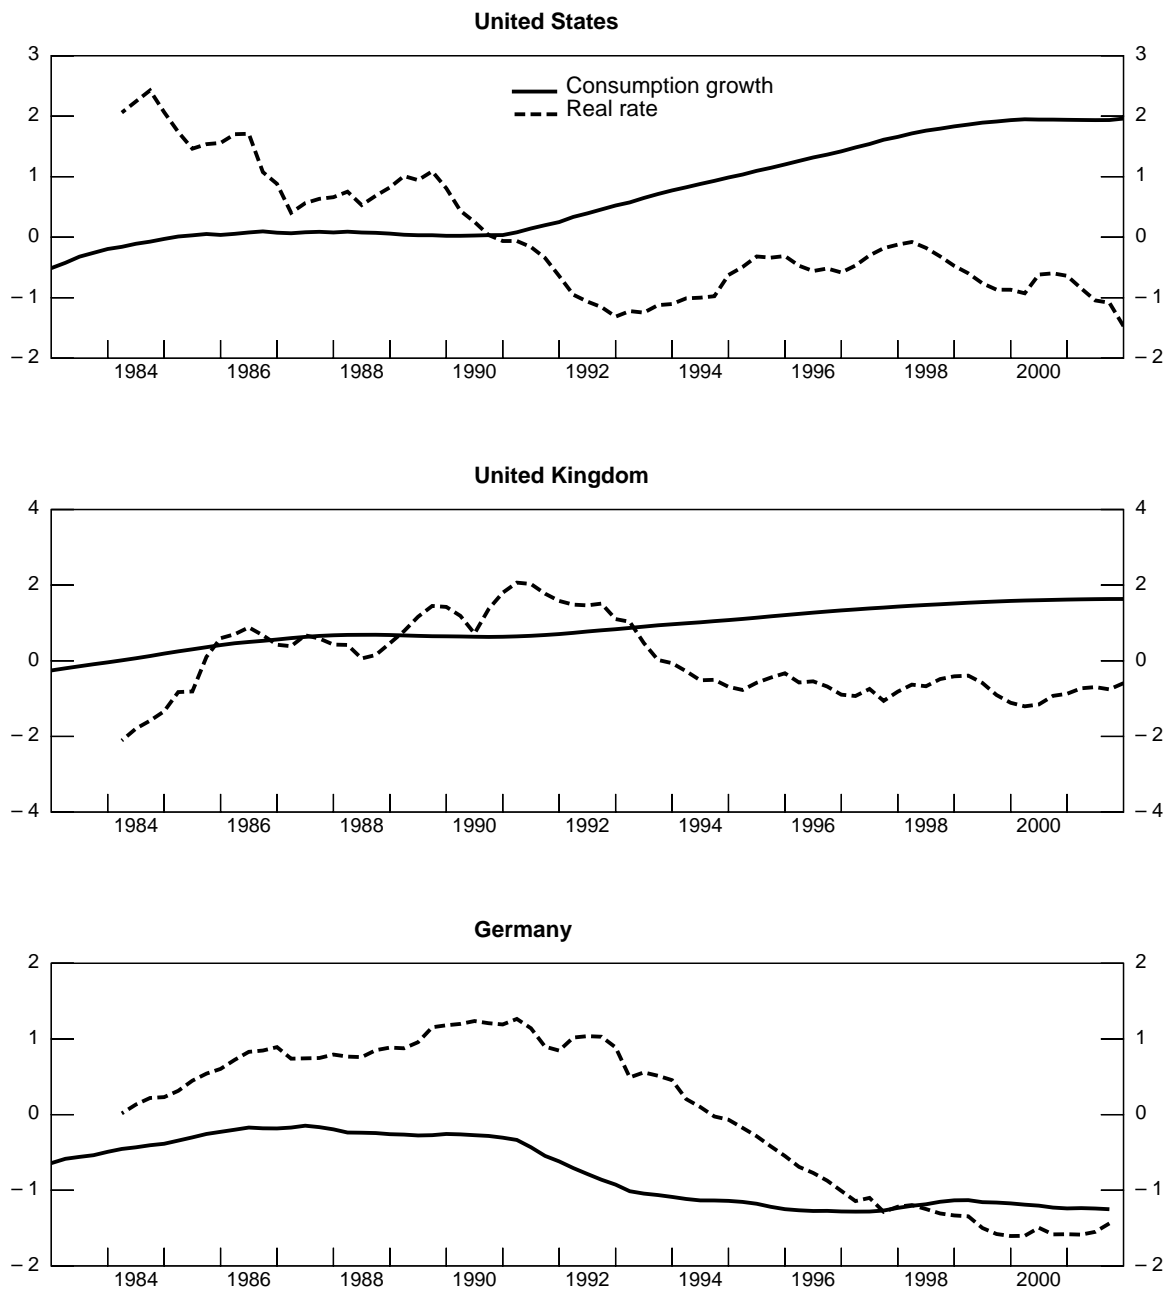 United States
3 3
Consumption growth
Real rate
2 2
1 1
0 0
– 1 – 1
– 2 – 2
1984 1986 1988 1990 1992 1994 1996 1998 2000
United Kingdom
4 4
2 2
0 0
– 2 – 2
– 4 – 4
1984 1986 1988 1990 1992 1994 1996 1998 2000
Germany
2 2
1 1
0 0
– 1 – 1
– 2 – 2
1984 1986 1988 1990 1992 1994 1996 1998 2000